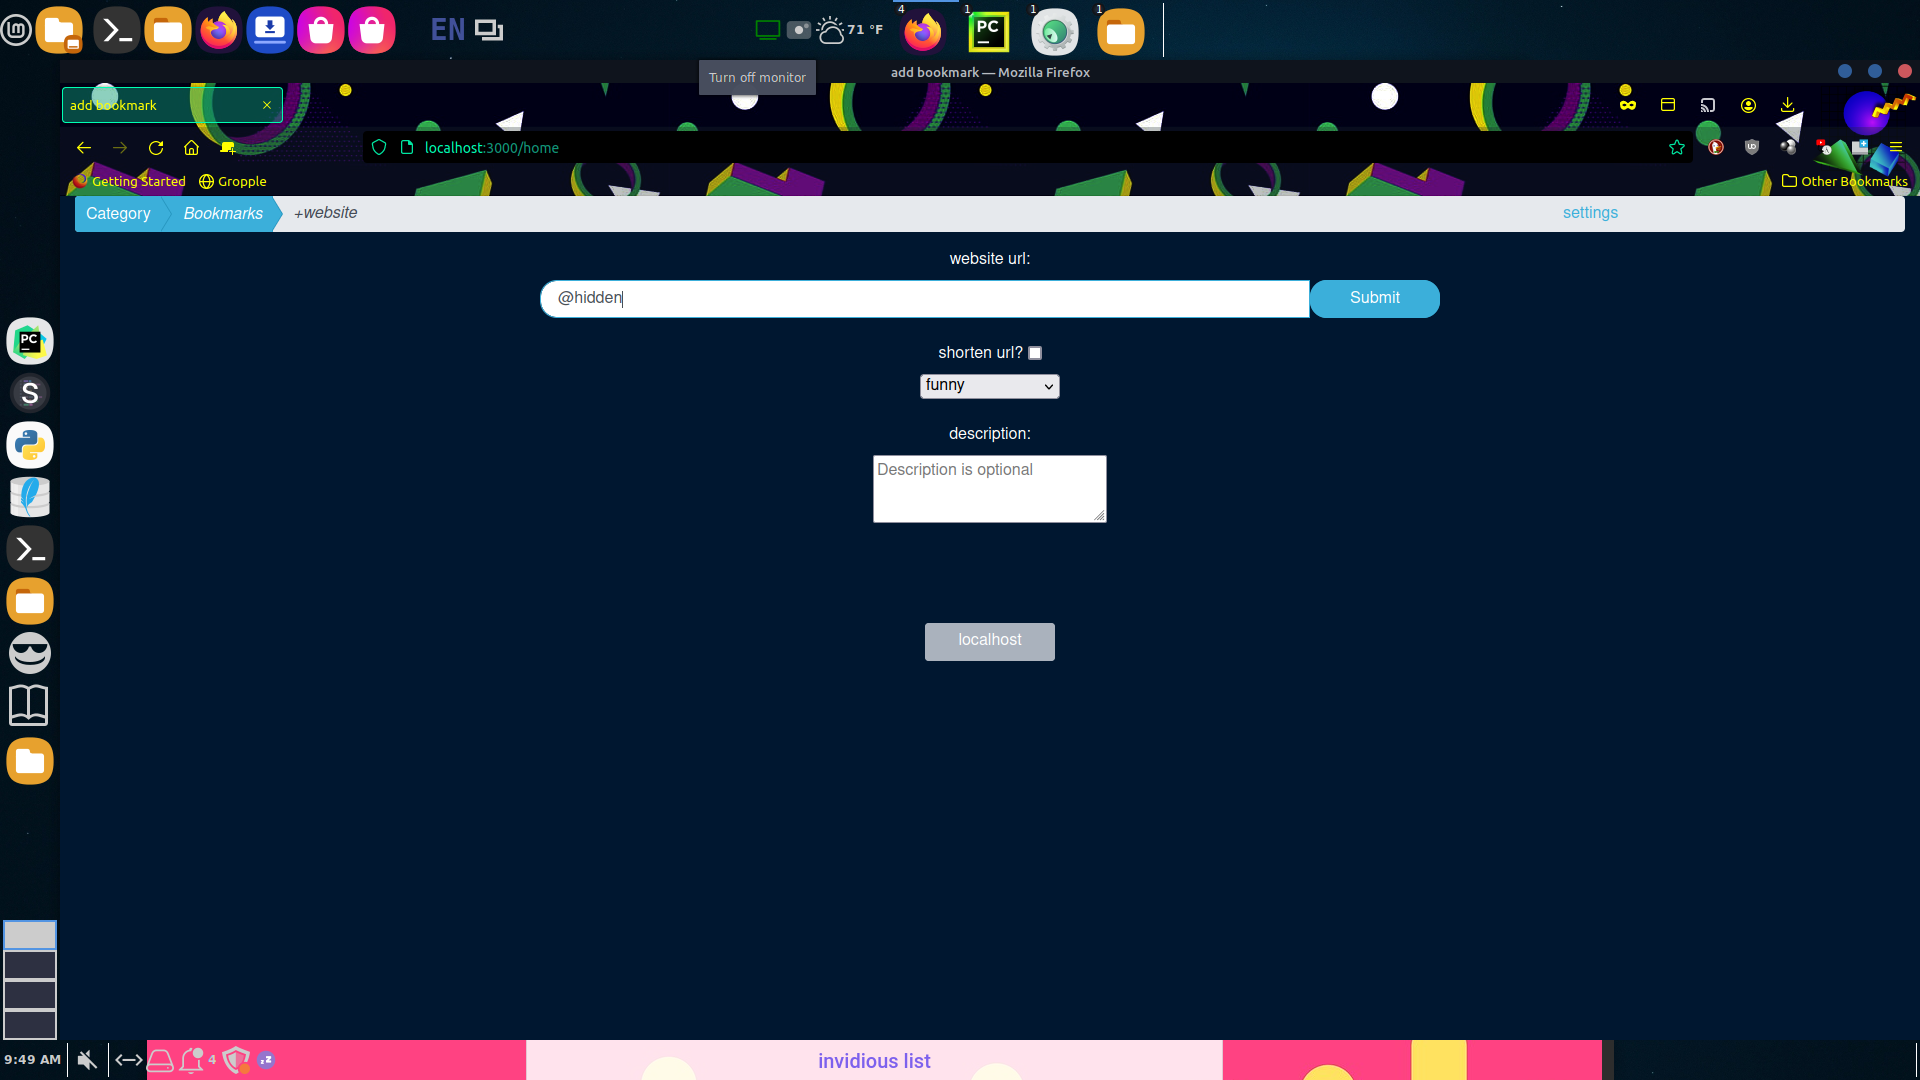 EN
71 °F
4
1
PC
1
1
Turn off monitor
add bookmark — Mozilla Firefox
add bookmark
localhost:3000/home
Getting Started
Gropple
Other Bookmarks
Category
Bookmarks
+website
settings
website url:
@hidden
Submit
shorten url?
funny
description:
Description is optional
localhost
PC
S
9:49 AM
4
invidious list